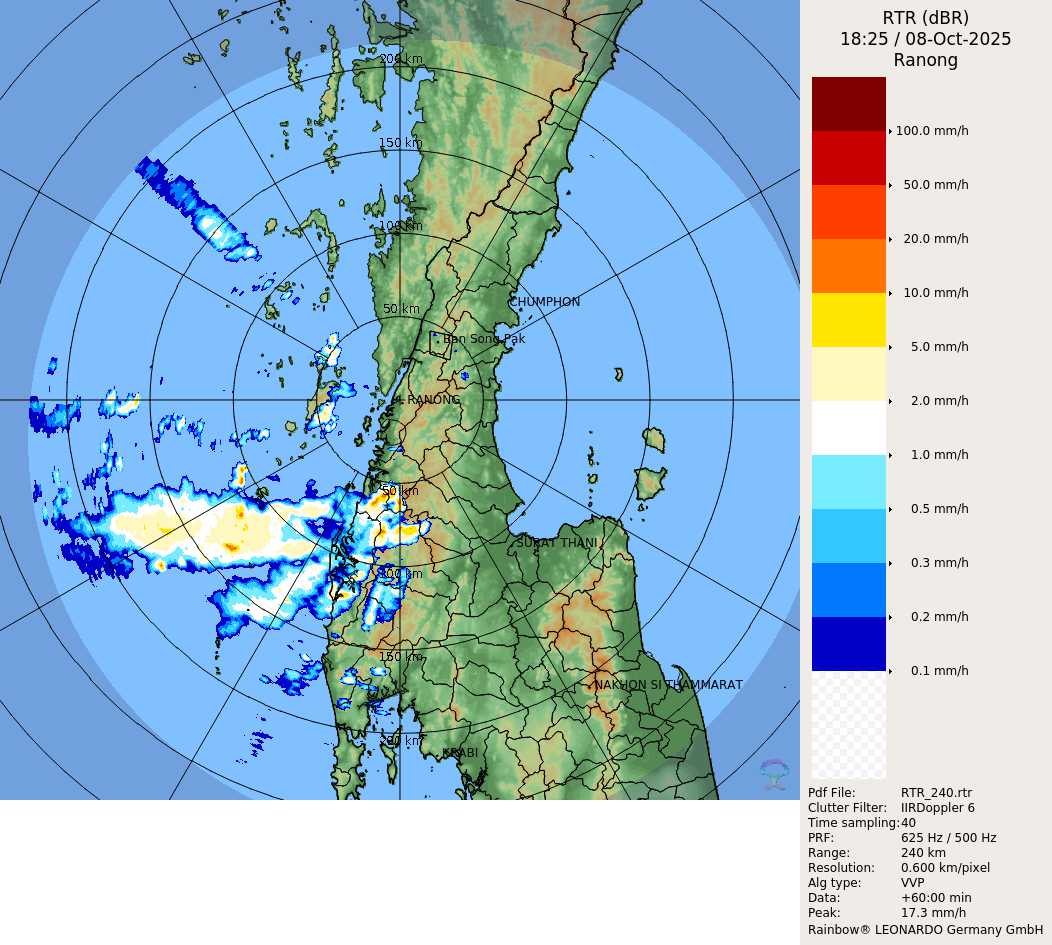 RTR (dBR)
18:25 / 08-Oct-2025
Ranong
200 km
150 km
100 km
50 km
CHUMPHON
Ban Song Pak
RANONG
50 km
SURAT THANI
100 km
150 km
NAKHON SI THAMMARAT
200 km
KRABI
100.0 mm/h
50.0 mm/h
20.0 mm/h
10.0 mm/h
5.0 mm/h
2.0 mm/h
1.0 mm/h
0.5 mm/h
0.3 mm/h
0.2 mm/h
0.1 mm/h
Pdf File: RTR_240.rtr
Clutter Filter: IIRDoppler 6
Time sampling:40
PRF: 625 Hz / 500 Hz
Range: 240 km
Resolution: 0.600 km/pixel
Alg type: VVP
Data: +60:00 min
Peak: 17.3 mm/h
Rainbow® LEONARDO Germany GmbH